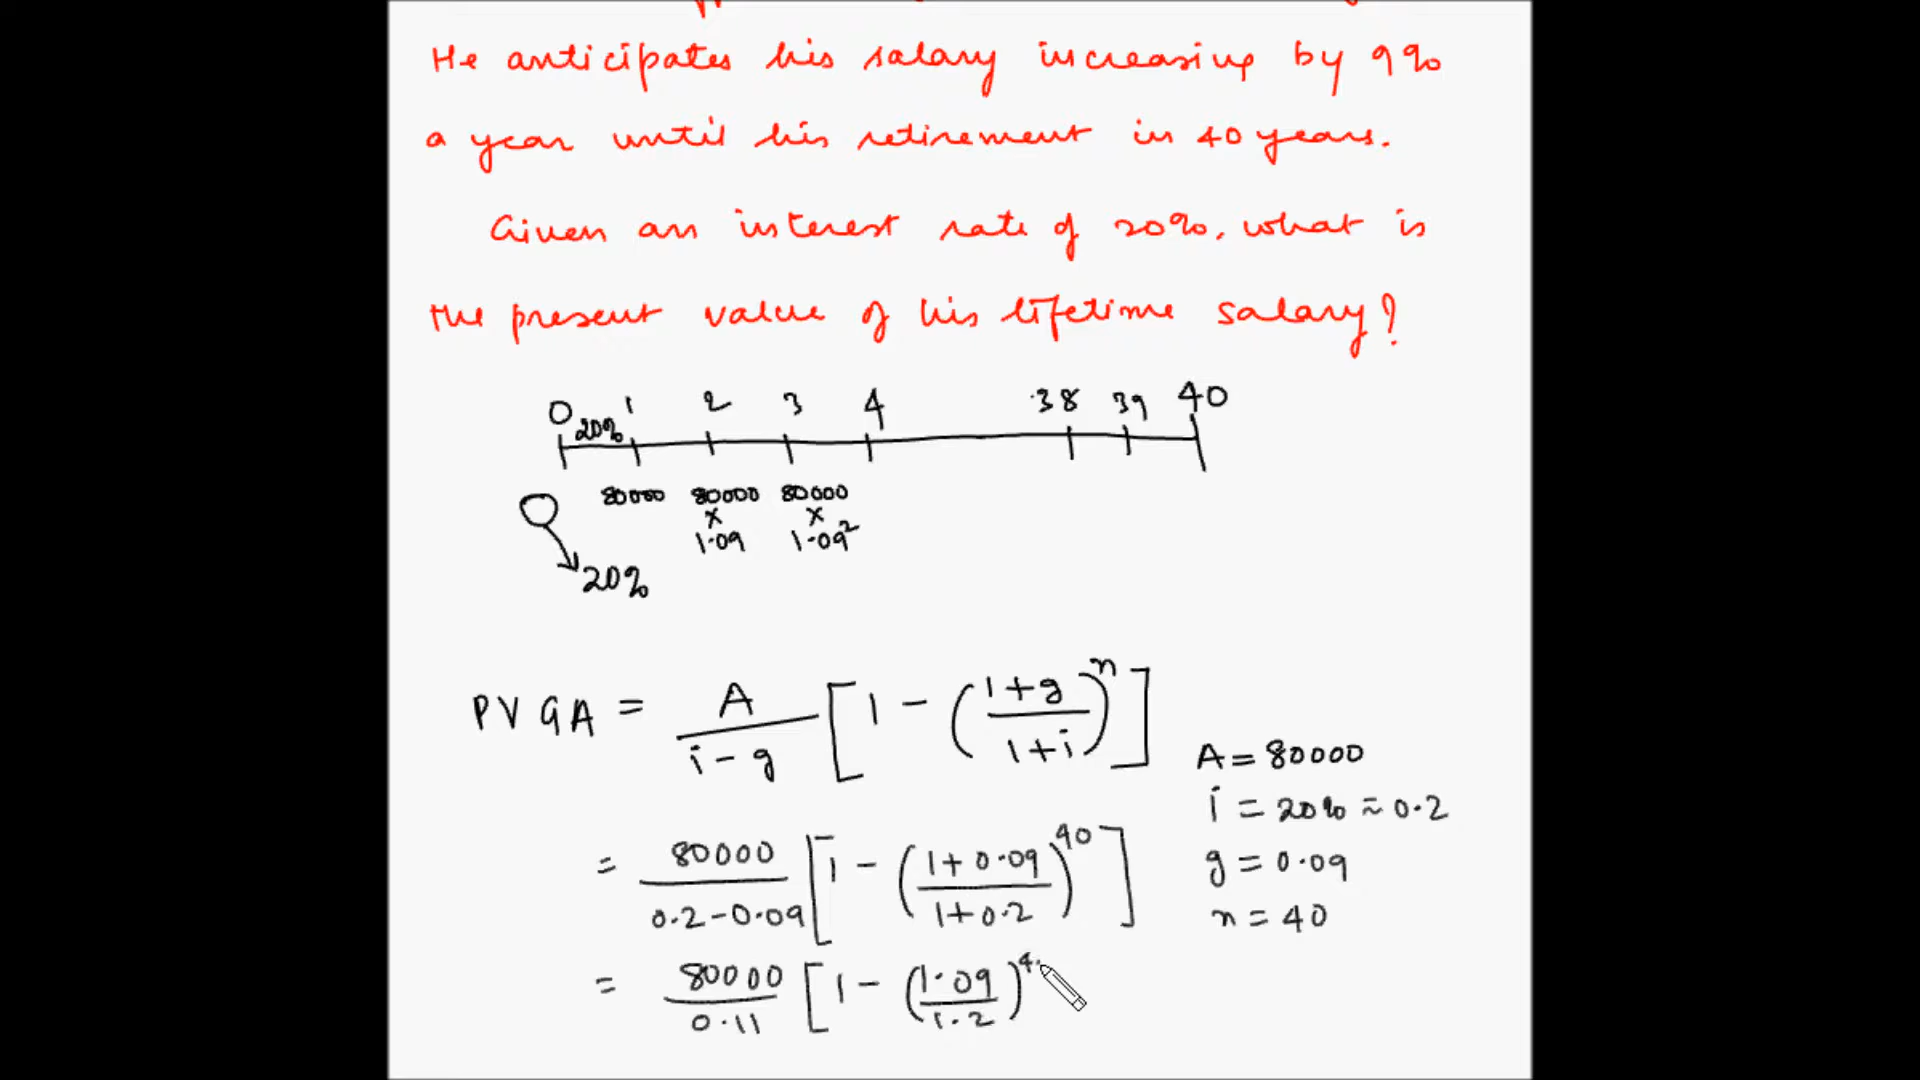 He anticipates his salary increasing by 9%
a year until his retirement in 40 years.
Given an interest rate of 20%, what is
the present value of his lifetime salary?
0 1 2 3 4 38 39 40
20%
80000 80000 80000
x x
1.09 1.09²
20%
PVGA = A/(i-g) [1 - ((1+g)/(1+i))^n]
A = 80000
i = 20% ≈ 0.2
= 80000/(0.2-0.09) [1 - ((1+0.09)/(1+0.2))^40]
g = 0.09
n = 40
= 80000/0.11 [1 - (1.09/1.2)^4